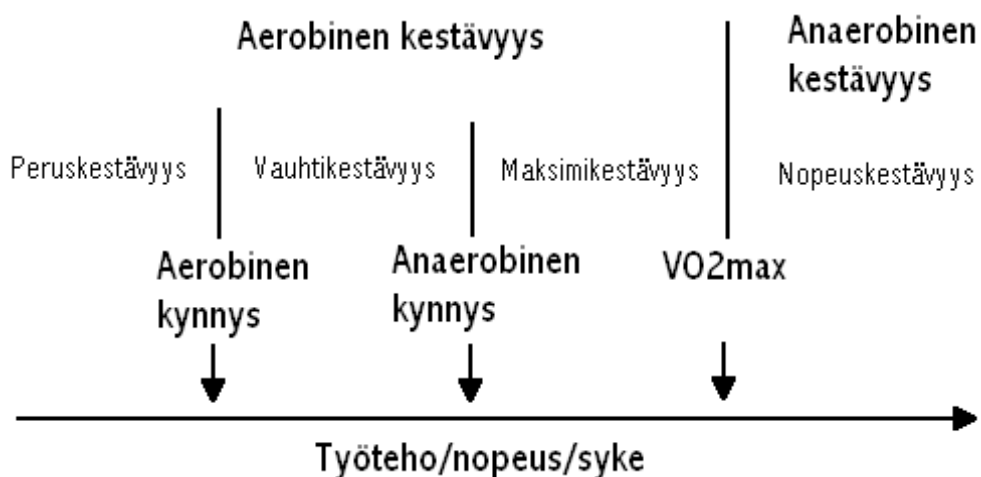 Aerobinen kestävyys
Anaerobinen
kestävyys
Peruskestävyys
Vauhtikestävyys
Maksimikestävyys
Nopeuskestävyys
Aerobinen
kynnys
Anaerobinen
kynnys
VO2max
Työteho/nopeus/syke